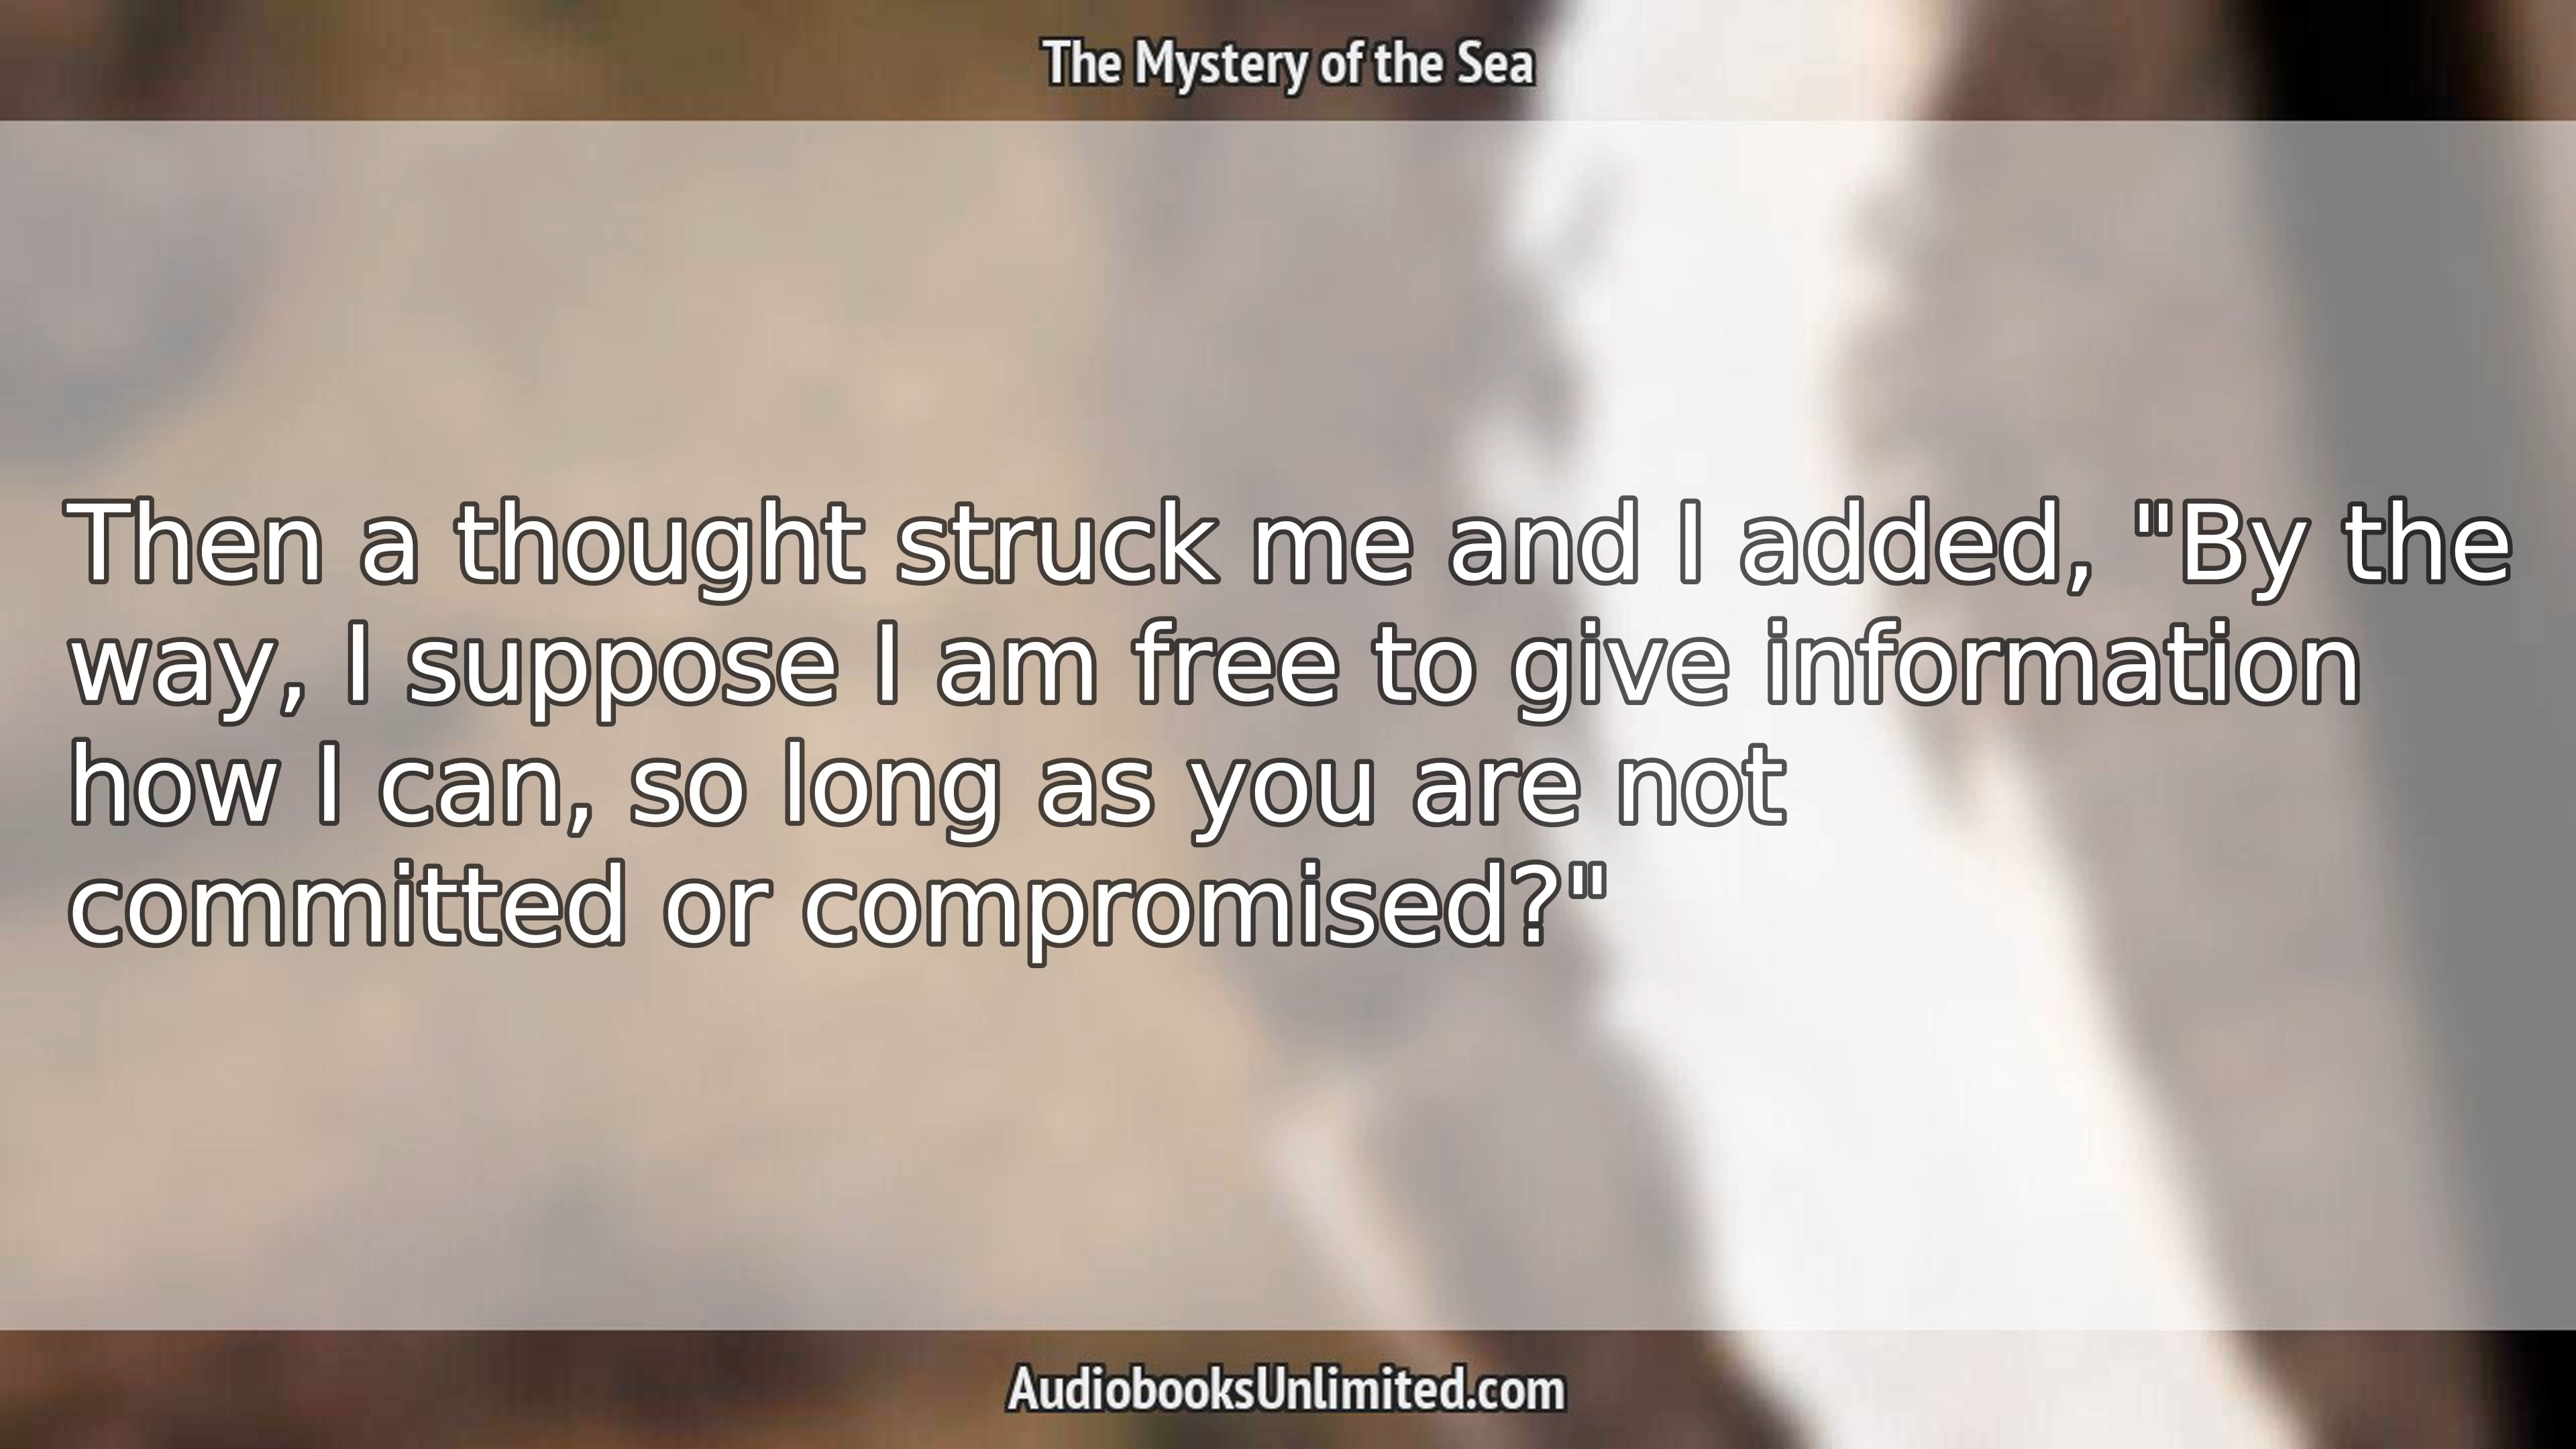 The Mystery of the Sea
Then a thought struck me and I added, "By the
way, I suppose I am free to give information
how I can, so long as you are not
committed or compromised?"
AudiobooksUnlimited.com